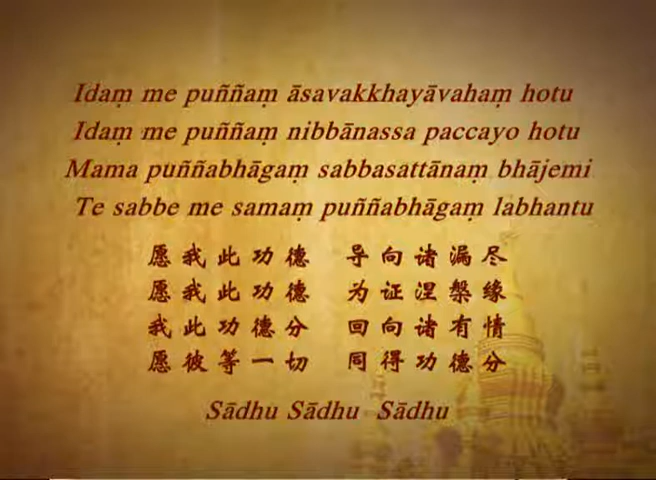 Idaṃ me puññaṃ āsavakkhayāvahaṃ hotu
Idaṃ me puññaṃ nibbānassa paccayo hotu
Mama puññabhāgaṃ sabbasattānaṃ bhājemi
Te sabbe me samaṃ puññabhāgaṃ labhantu
愿我此功德 导向诸漏尽
愿我此功德 为证涅槃缘
我此功德分 回向诸有情
愿彼等一切 同得功德分
Sādhu Sādhu Sādhu